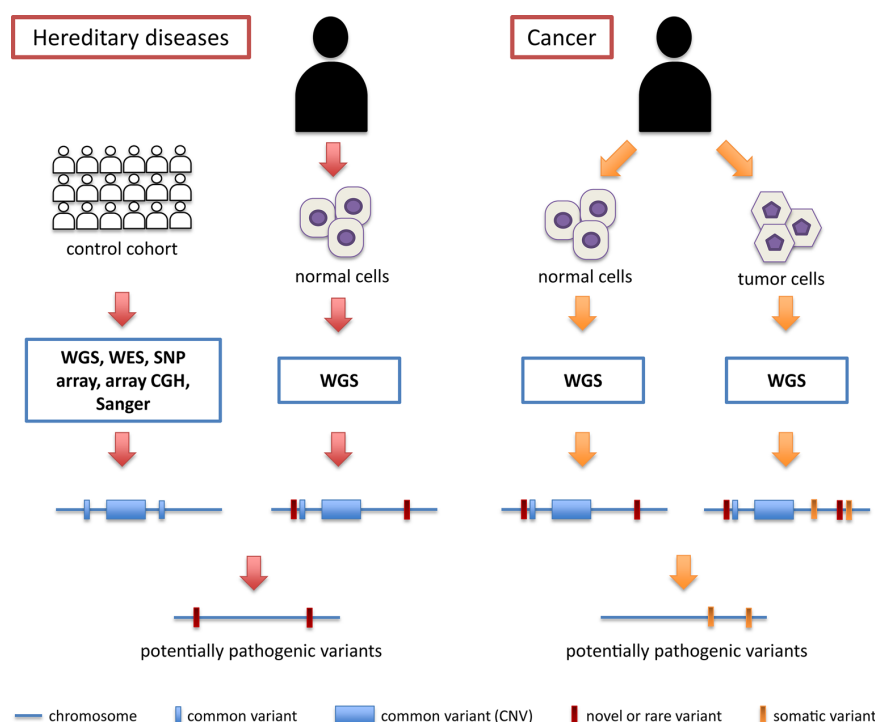 Hereditary diseases
Cancer
control cohort
normal cells
normal cells
tumor cells
WGS, WES, SNP
array, array CGH,
Sanger
WGS
WGS
WGS
potentially pathogenic variants
potentially pathogenic variants
chromosome
common variant
common variant (CNV)
novel or rare variant
somatic variant